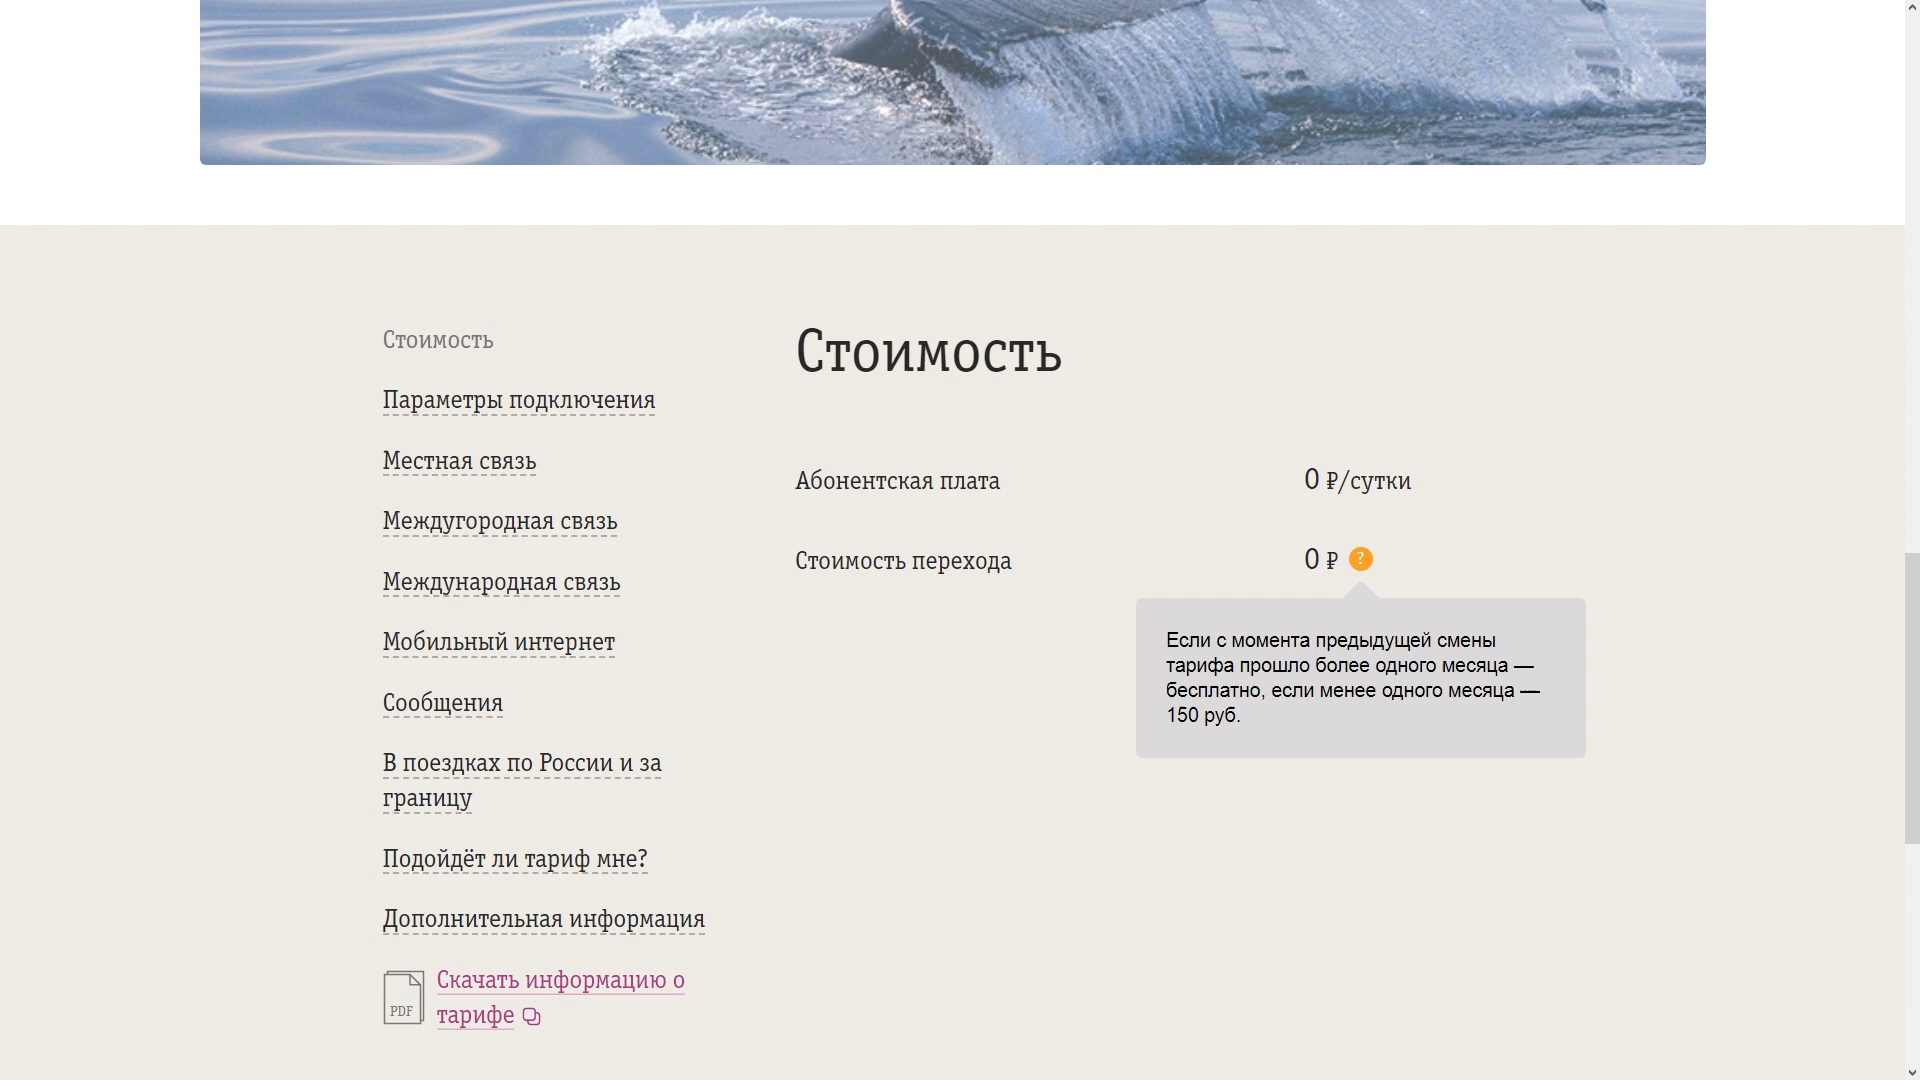 Стоимость
Параметры подключения
Местная связь
Междугородная связь
Международная связь
Мобильный интернет
Сообщения
В поездках по России и за
границу
Подойдёт ли тариф мне?
Дополнительная информация
PDF
Скачать информацию о
тарифе
Стоимость
Абонентская плата
0 ₽/сутки
Стоимость перехода
0 ₽ ?
Если с момента предыдущей смены
тарифа прошло более одного месяца —
бесплатно, если менее одного месяца —
150 руб.